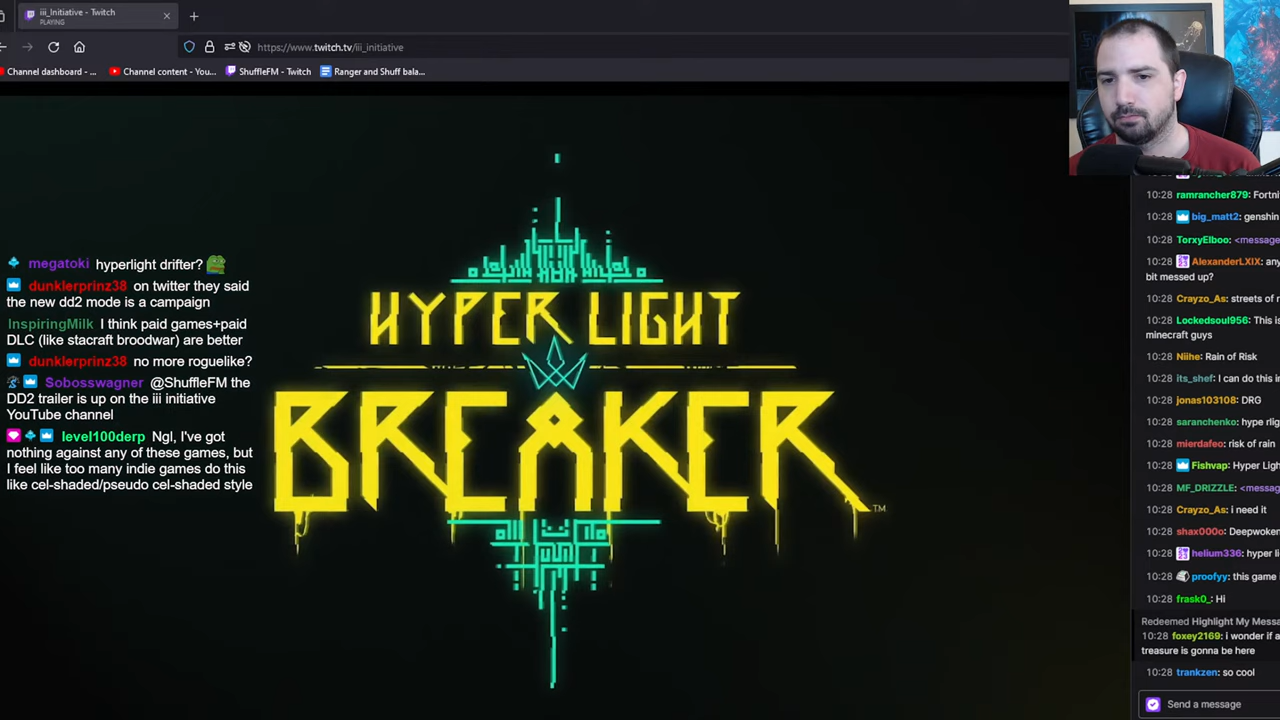 iii_Initiative - Twitch
PLAYING
https://www.twitch.tv/iii_initiative
Channel dashboard - ...
Channel content - You...
ShuffleFM - Twitch
Ranger and Shuff bala...
HYPER LIGHT
BREAKER
TM
megatoki hyperlight drifter?
dunklerprinz38 on twitter they said
the new dd2 mode is a campaign
InspiringMilk I think paid games+paid
DLC (like stacraft broodwar) are better
dunklerprinz38 no more roguelike?
Sobosswagner @ShuffleFM the
DD2 trailer is up on the iii initiative
YouTube channel
level100derp Ngl, I've got
nothing against any of these games, but
I feel like too many indie games do this
like cel-shaded/pseudo cel-shaded style
10:28 ramrancher879: Fortni
10:28 big_matt2: genshin
10:28 TorxyElboo: <message
10:28 AlexanderLXIX: any
bit messed up?
10:28 Crayzo_As: streets of r
10:28 Lockedsoul956: This is
minecraft guys
10:28 Niihe: Rain of Risk
10:28 its_shef: I can do this in
10:28 jonas103108: DRG
10:28 saranchenko: hype rligh
10:28 mierdafeo: risk of rain
10:28 Fishvap: Hyper Ligh
10:28 MF_DRIZZLE: <messag
10:28 Crayzo_As: i need it
10:28 shax000o: Deepwoken
10:28 helium336: hyper li
10:28 proofyy: this game
10:28 frask0_: Hi
Redeemed Highlight My Messa
10:28 foxey2169: i wonder if a
treasure is gonna be here
10:28 trankzen: so cool
Send a message